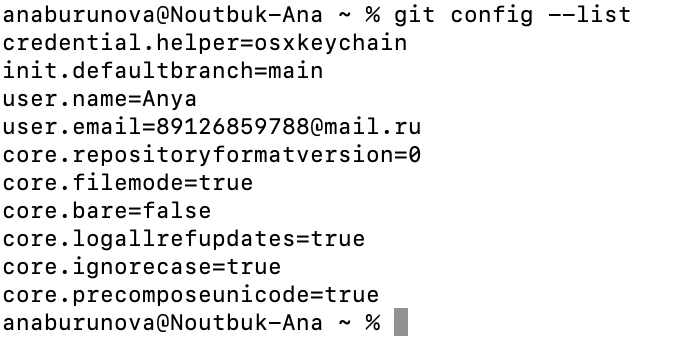 anaburunova@Noutbuk-Ana ~ % git config --list
credential.helper=osxkeychain
init.defaultbranch=main
user.name=Anya
user.email=89126859788@mail.ru
core.repositoryformatversion=0
core.filemode=true
core.bare=false
core.logallrefupdates=true
core.ignorecase=true
core.precomposeunicode=true
anaburunova@Noutbuk-Ana ~ %